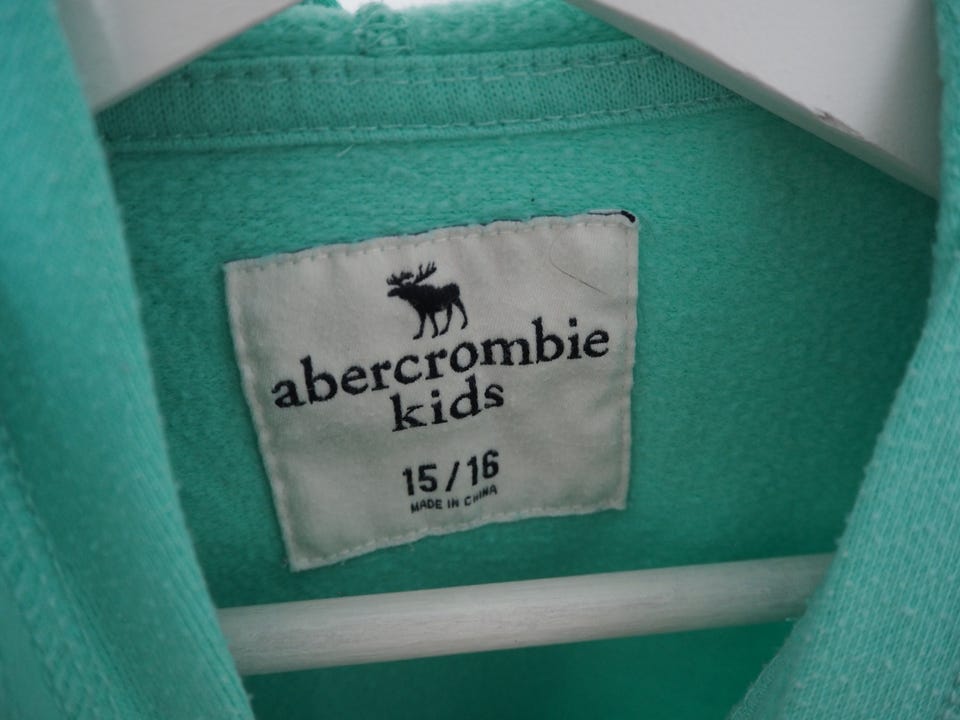 abercrombie
kids
15/16
MADE IN CHINA